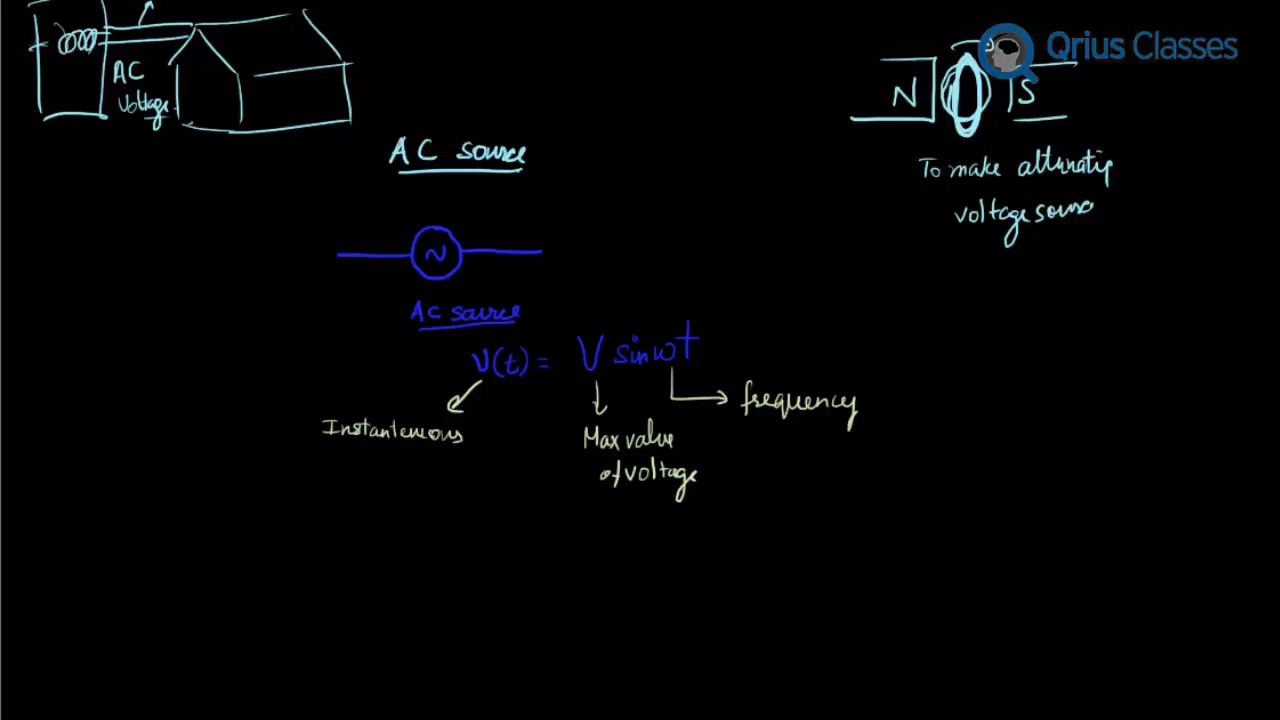 Qrius Classes
AC
Voltage
N
S
AC source
To make alternating
voltage source
~
AC source
v(t) = V sinωt
frequency
Instanteneous
Max value
of voltage